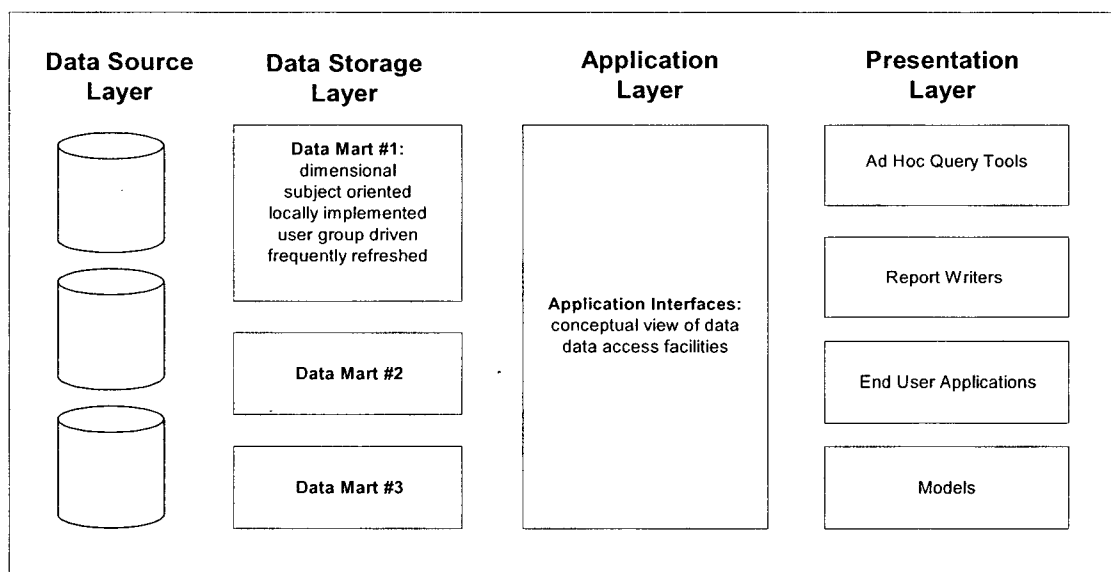 Data Source
Layer
Data Storage
Layer
Application
Layer
Presentation
Layer
Data Mart #1:
dimensional
subject oriented
locally implemented
user group driven
frequently refreshed
Data Mart #2
Data Mart #3
Application Interfaces:
conceptual view of data
data access facilities
Ad Hoc Query Tools
Report Writers
End User Applications
Models